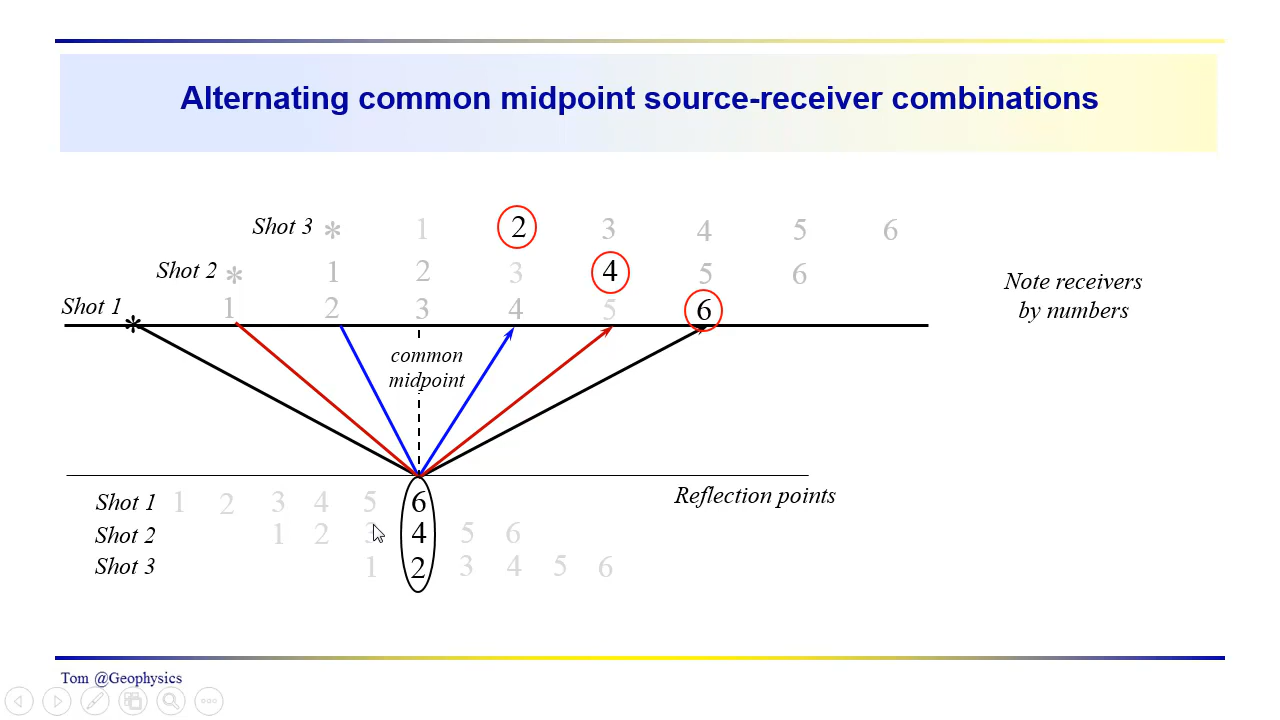 Alternating common midpoint source-receiver combinations
Shot 3 * 1 2 3 4 5 6
Shot 2 * 1 2 3 4 5 6
Note receivers
by numbers
Shot 1 * 1 2 3 4 5 6
common
midpoint
Reflection points
Shot 1 1 2 3 4 5 6
Shot 2 1 2 3 4 5 6
Shot 3 1 2 3 4 5 6
Tom @Geophysics